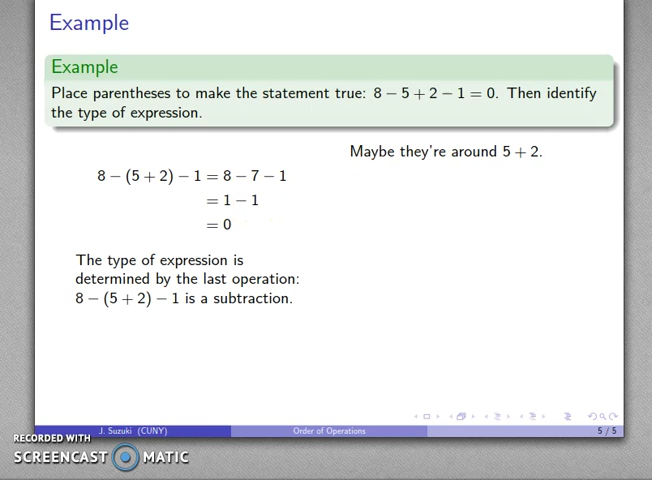 Example
Example
Place parentheses to make the statement true: 8 − 5 + 2 − 1 = 0. Then identify
the type of expression.
Maybe they're around 5 + 2.
8 − (5 + 2) − 1 = 8 − 7 − 1
= 1 − 1
= 0
The type of expression is
determined by the last operation:
8 − (5 + 2) − 1 is a subtraction.
J. Suzuki (CUNY)
Order of Operations
5 / 5
RECORDED WITH
SCREENCAST MATIC